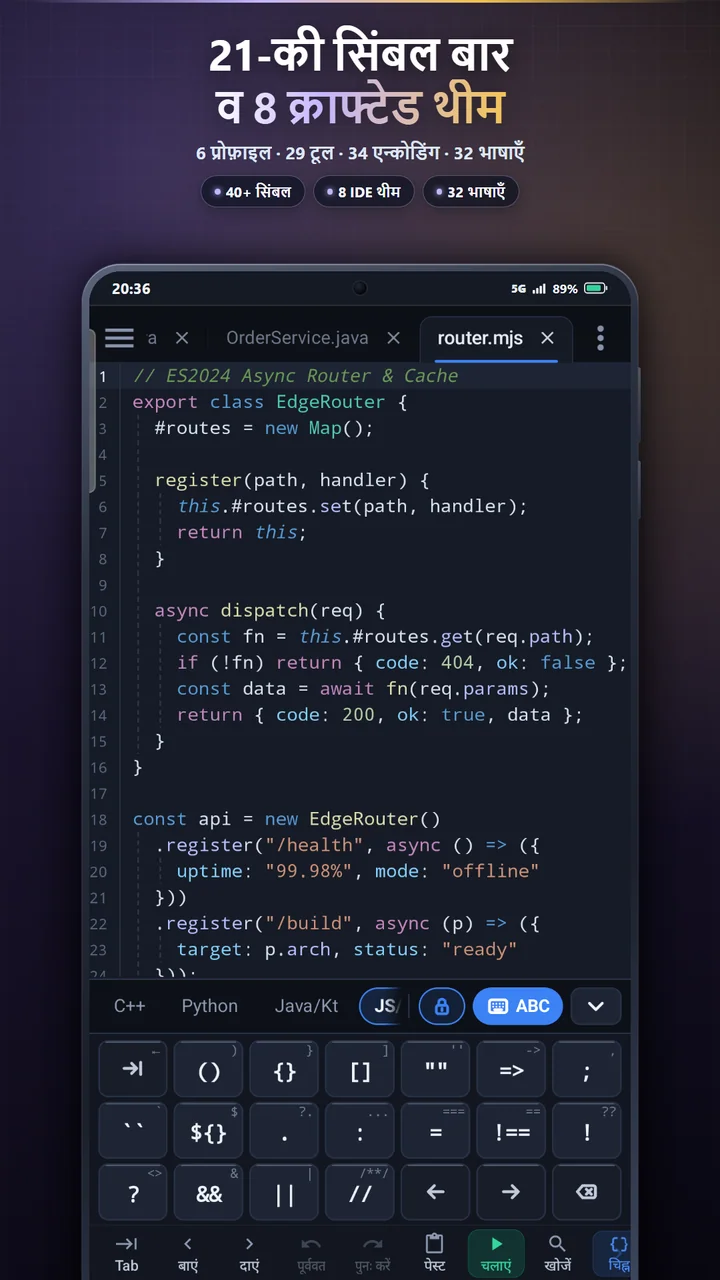 21-की सिंबल बार
व 8 क्राफ्टेड थीम
6 प्रोफ़ाइल · 29 टूल · 34 एन्कोडिंग · 32 भाषाएँ
40+ सिंबल
8 IDE थीम
32 भाषाएँ
20:36
5G 89%
a × OrderService.java × router.mjs ×
1 // ES2024 Async Router & Cache
2 export class EdgeRouter {
3 #routes = new Map();
4
5 register(path, handler) {
6 this.#routes.set(path, handler);
7 return this;
8 }
9
10 async dispatch(req) {
11 const fn = this.#routes.get(req.path);
12 if (!fn) return { code: 404, ok: false };
13 const data = await fn(req.params);
14 return { code: 200, ok: true, data };
15 }
16 }
17
18 const api = new EdgeRouter()
19 .register("/health", async () => ({
20 uptime: "99.98%", mode: "offline"
21 }))
22 .register("/build", async (p) => ({
23 target: p.arch, status: "ready"
24 }));
C++ Python Java/Kt JS/ ABC
← ) } ] '' -> ,
→| () {} [] "" => ;
` $ ?. ... === == ??
`` ${} . : = !== !
<> & | /**/
? && || // ← → ⌫
Tab बाएं दाएं पूर्ववत पुनः करें पेस्ट चलाएं खोजें चिह्न